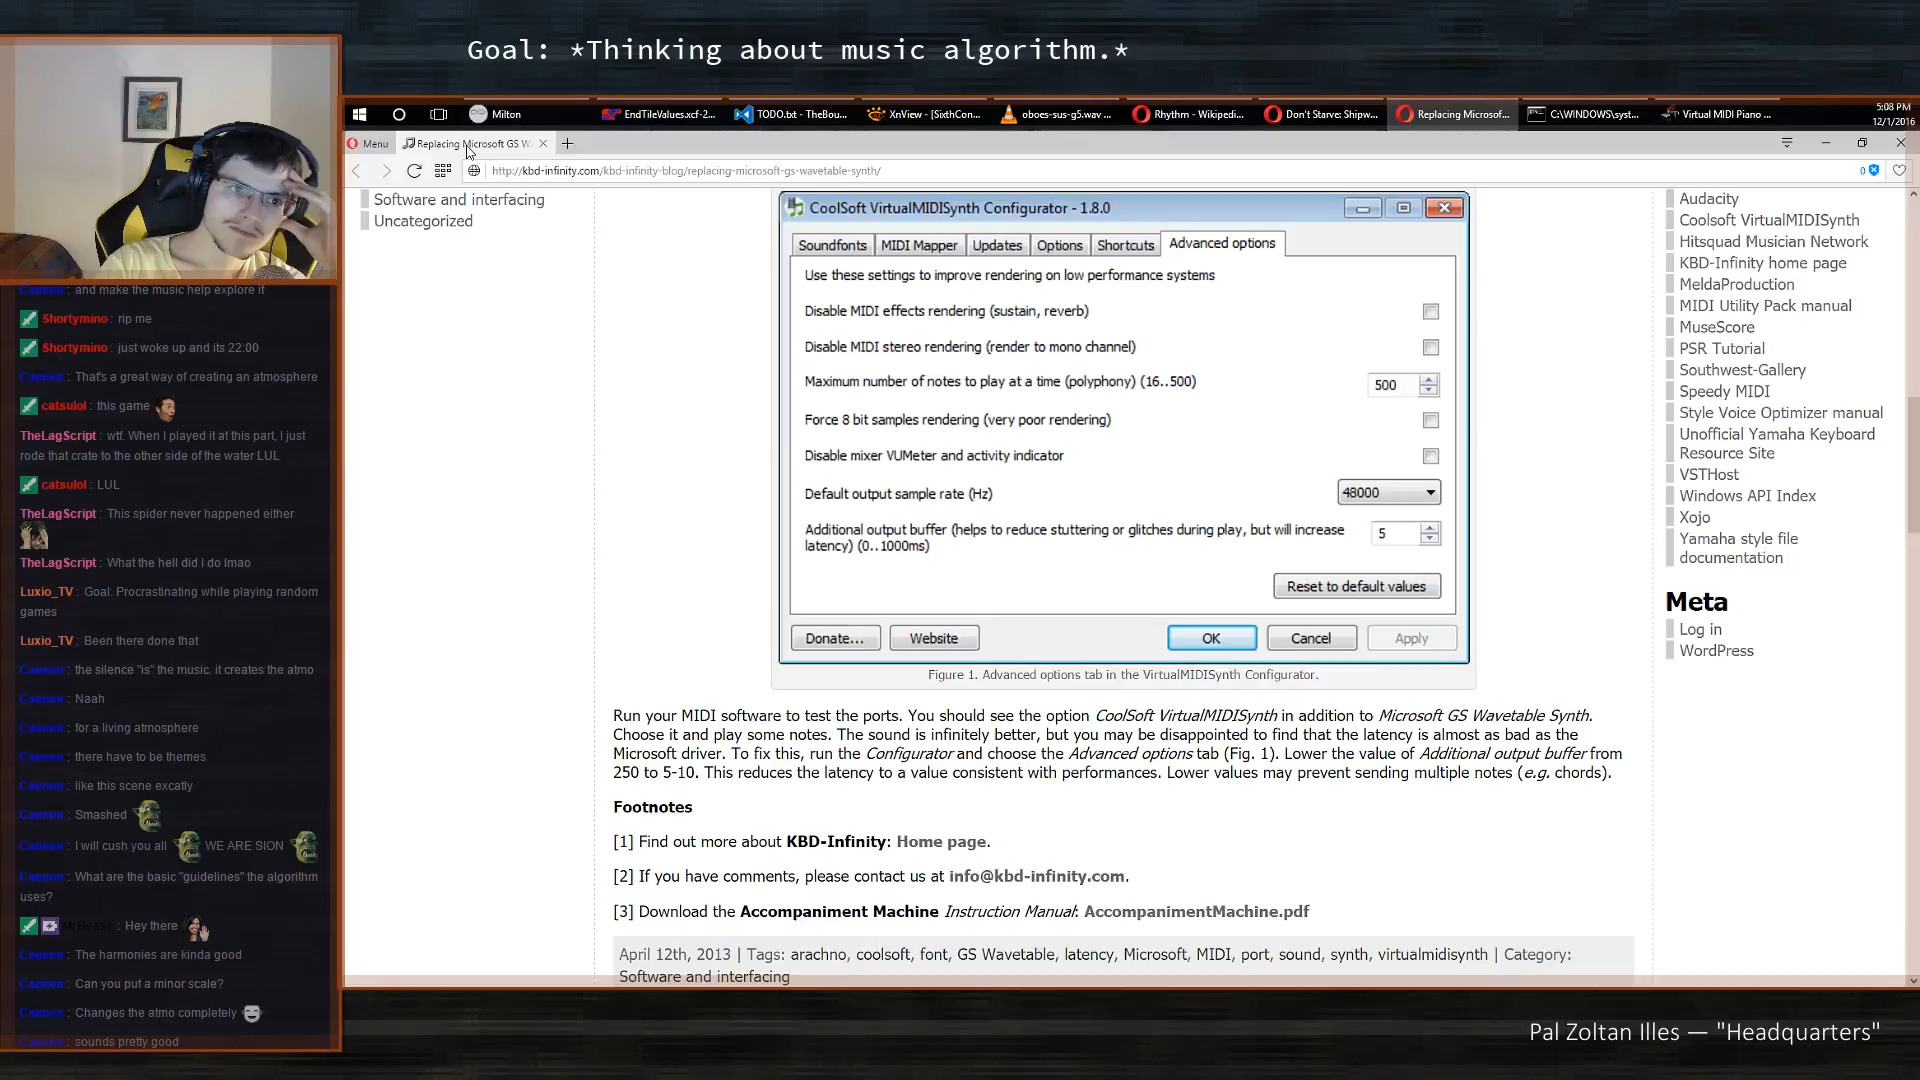 Goal: *Thinking about music algorithm.*
Milton
EndTileValues.xcf-2...
TODO.txt - TheBou...
XnView - [SixthCon...
oboes-sus-g5.wav ...
Rhythm - Wikipedi...
Don't Starve: Shipw...
Replacing Microsof...
C:\WINDOWS\syst...
Virtual MIDI Piano ...
5:08 PM
12/1/2016
Menu
Replacing Microsoft GS W
http://kbd-infinity.com/kbd-infinity-blog/replacing-microsoft-gs-wavetable-synth/
0
Software and interfacing
Uncategorized
CoolSoft VirtualMIDISynth Configurator - 1.8.0
Soundfonts
MIDI Mapper
Updates
Options
Shortcuts
Advanced options
Use these settings to improve rendering on low performance systems
Disable MIDI effects rendering (sustain, reverb)
Disable MIDI stereo rendering (render to mono channel)
Maximum number of notes to play at a time (polyphony) (16..500)
500
Force 8 bit samples rendering (very poor rendering)
Disable mixer VUMeter and activity indicator
Default output sample rate (Hz)
48000
Additional output buffer (helps to reduce stuttering or glitches during play, but will increase
latency) (0..1000ms)
5
Reset to default values
Donate...
Website
OK
Cancel
Apply
Figure 1. Advanced options tab in the VirtualMIDISynth Configurator.
Run your MIDI software to test the ports. You should see the option CoolSoft VirtualMIDISynth in addition to Microsoft GS Wavetable Synth.
Choose it and play some notes. The sound is infinitely better, but you may be disappointed to find that the latency is almost as bad as the
Microsoft driver. To fix this, run the Configurator and choose the Advanced options tab (Fig. 1). Lower the value of Additional output buffer from
250 to 5-10. This reduces the latency to a value consistent with performances. Lower values may prevent sending multiple notes (e.g. chords).
Footnotes
[1] Find out more about KBD-Infinity: Home page.
[2] If you have comments, please contact us at info@kbd-infinity.com.
[3] Download the Accompaniment Machine Instruction Manual: AccompanimentMachine.pdf
April 12th, 2013 | Tags: arachno, coolsoft, font, GS Wavetable, latency, Microsoft, MIDI, port, sound, synth, virtualmidisynth | Category:
Software and interfacing
Audacity
Coolsoft VirtualMIDISynth
Hitsquad Musician Network
KBD-Infinity home page
MeldaProduction
MIDI Utility Pack manual
MuseScore
PSR Tutorial
Southwest-Gallery
Speedy MIDI
Style Voice Optimizer manual
Unofficial Yamaha Keyboard
Resource Site
VSTHost
Windows API Index
Xojo
Yamaha style file
documentation
Meta
Log in
WordPress
: and make the music help explore it
Shortymino: rip me
Shortymino: just woke up and its 22:00
: That's a great way of creating an atmosphere
catsulol: this game
TheLagScript: wtf. When I played it at this part, I just
rode that crate to the other side of the water LUL
catsulol: LUL
TheLagScript: This spider never happened either
TheLagScript: What the hell did I do lmao
Luxio_TV: Goal: Procrastinating while playing random
games
Luxio_TV: Been there done that
: the silence "is" the music. it creates the atmo
: Naah
: for a living atmosphere
: there have to be themes
: like this scene excatly
: Smashed
: I will cush you all WE ARE SION
: What are the basic "guidelines" the algorithm
uses?
: Hey there
: The harmonies are kinda good
: Can you put a minor scale?
: Changes the atmo completely
: sounds pretty good
Pal Zoltan Illes — "Headquarters"